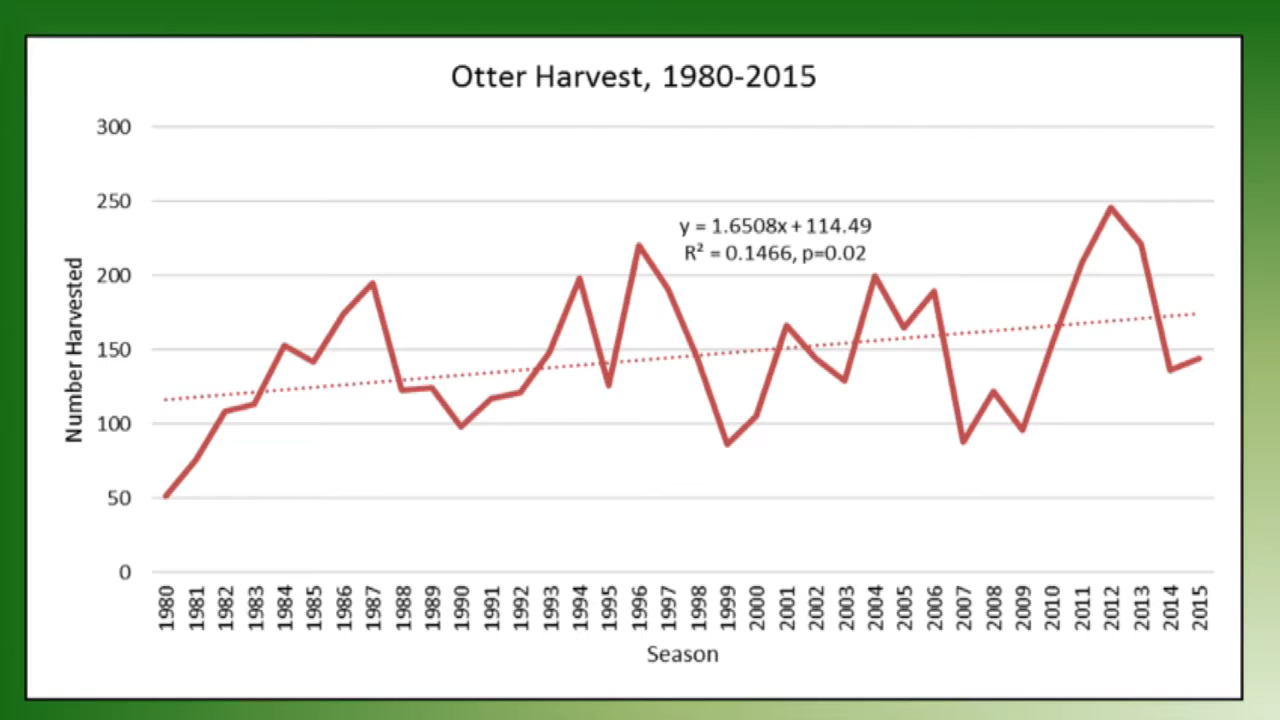 Otter Harvest, 1980-2015
300
250
200
150
100
50
0
Number Harvested
y = 1.6508x + 114.49
R² = 0.1466, p=0.02
1980 1981 1982 1983 1984 1985 1986 1987 1988 1989 1990 1991 1992 1993 1994 1995 1996 1997 1998 1999 2000 2001 2002 2003 2004 2005 2006 2007 2008 2009 2010 2011 2012 2013 2014 2015
Season